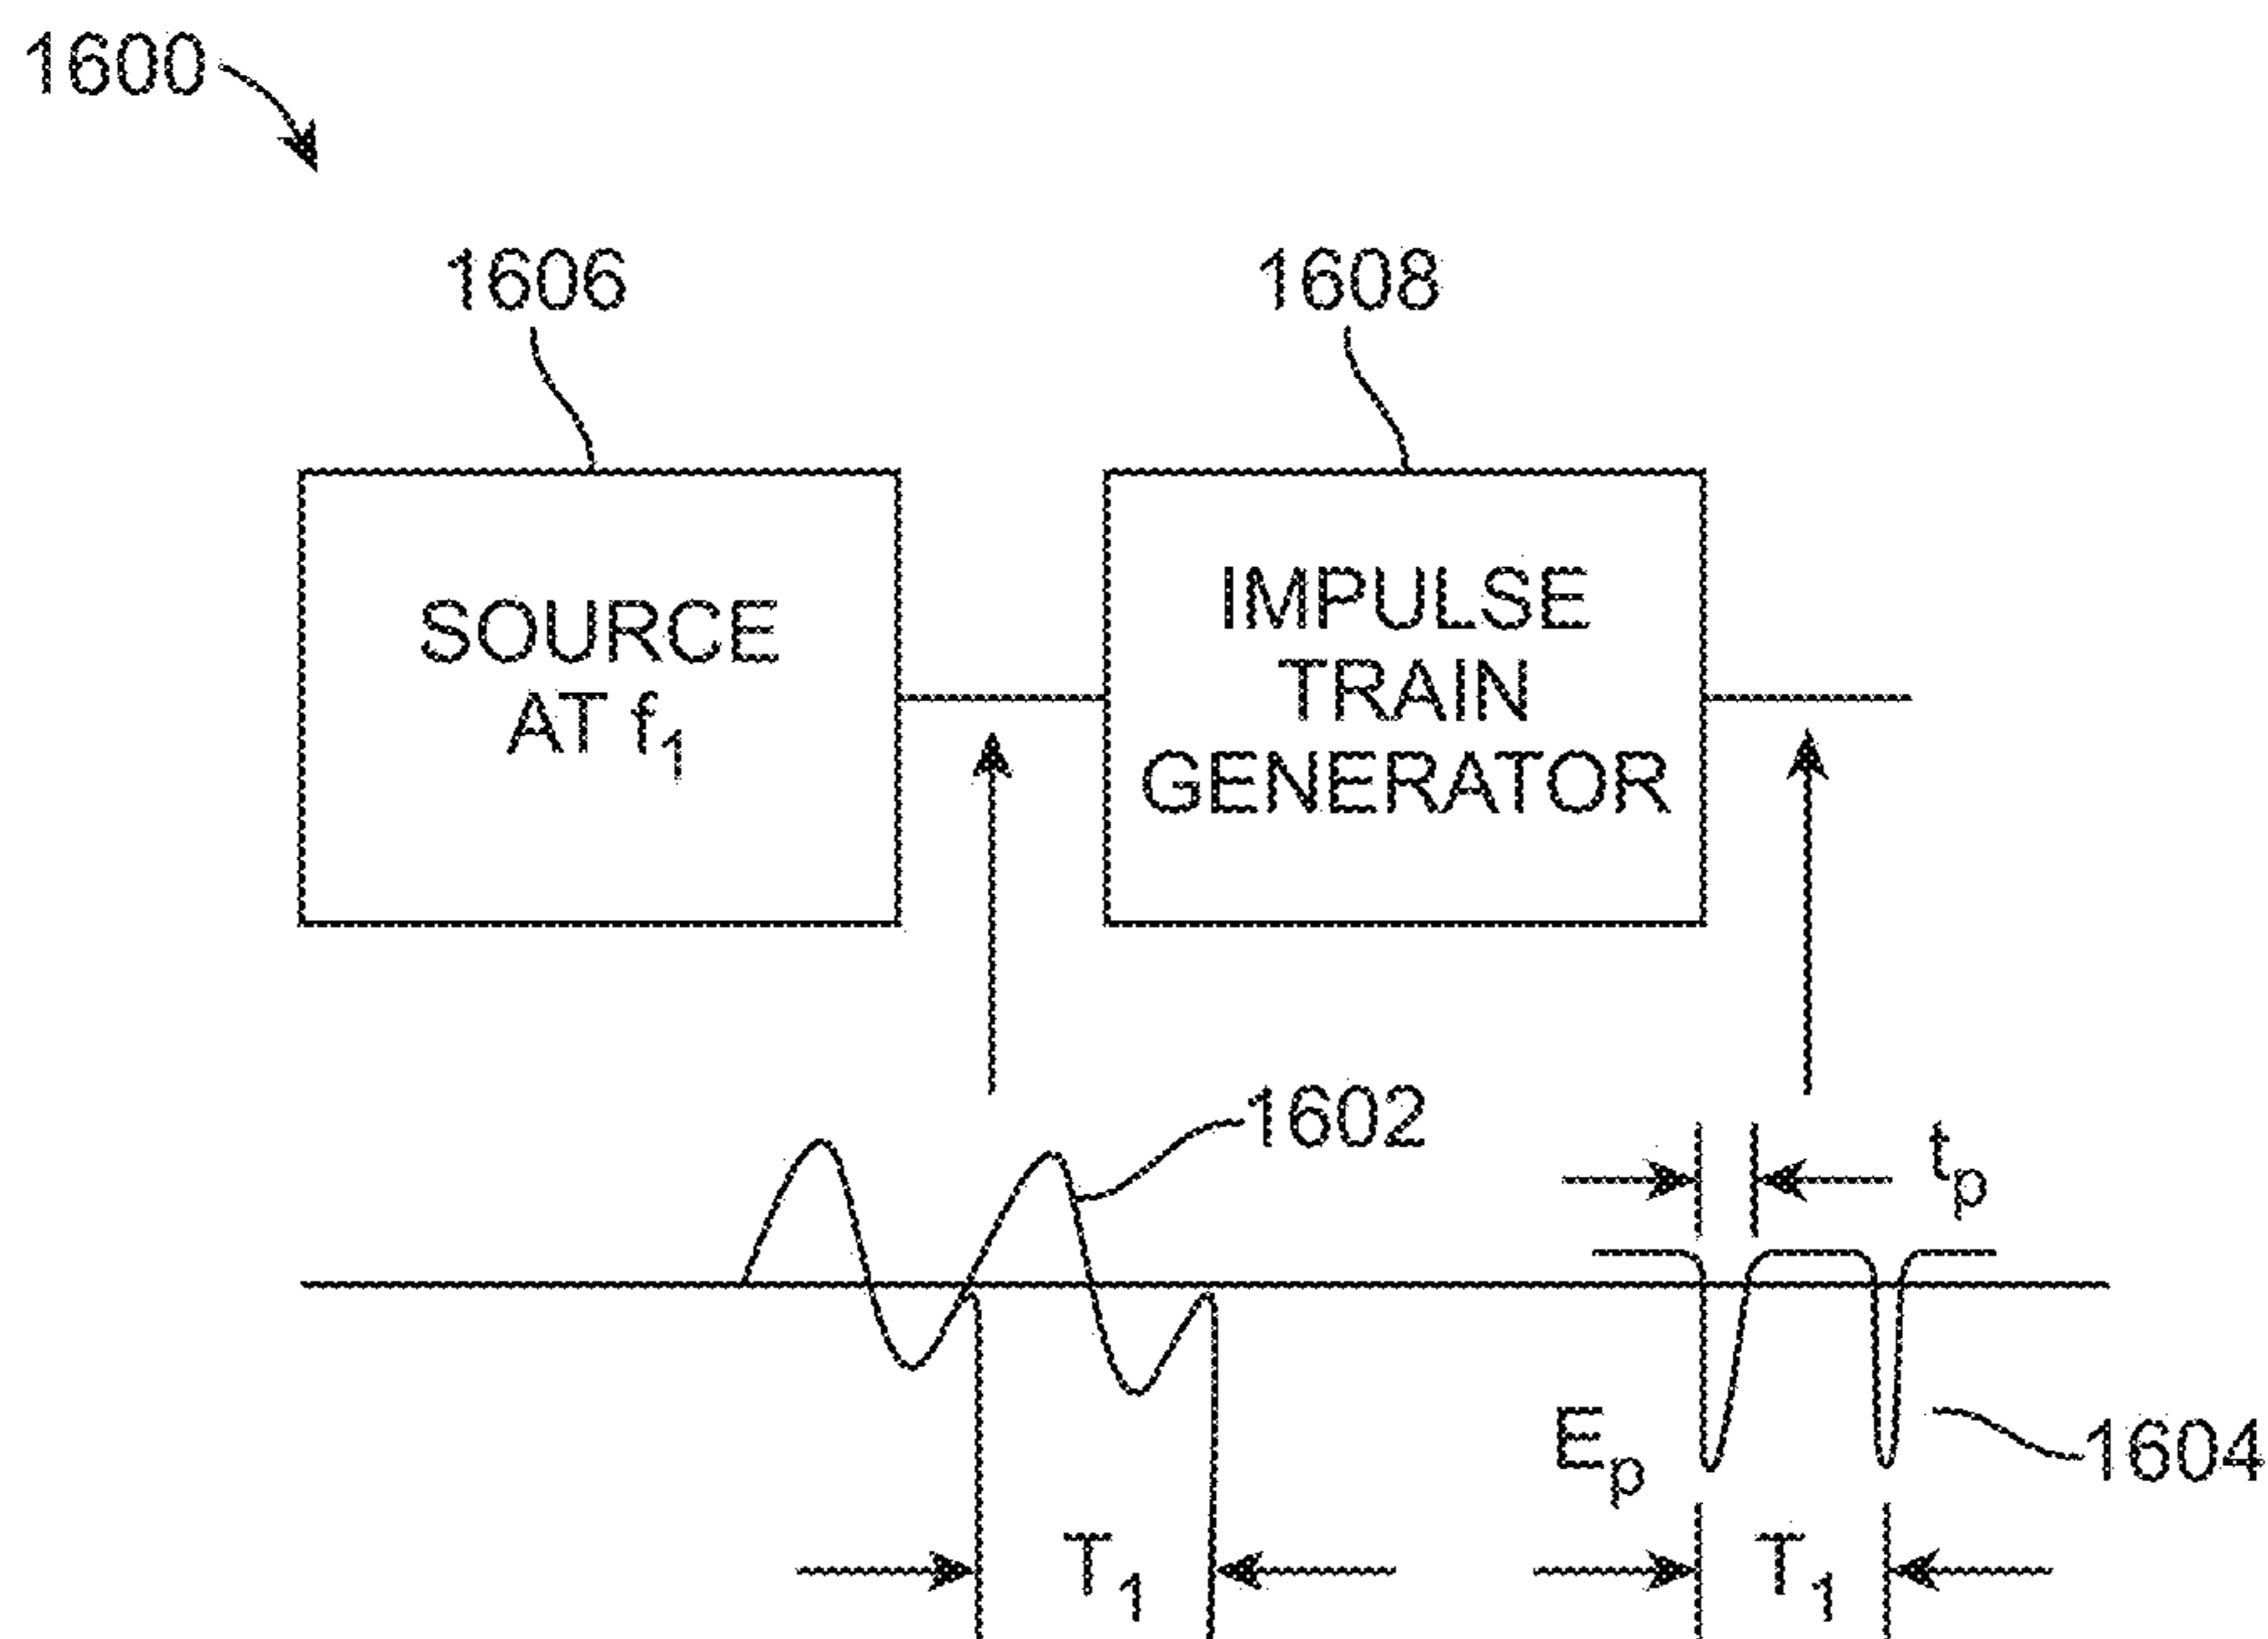 1600
1606
1608
SOURCE
AT f1
IMPULSE
TRAIN
GENERATOR
1602
tp
Ep
1604
T1
T1